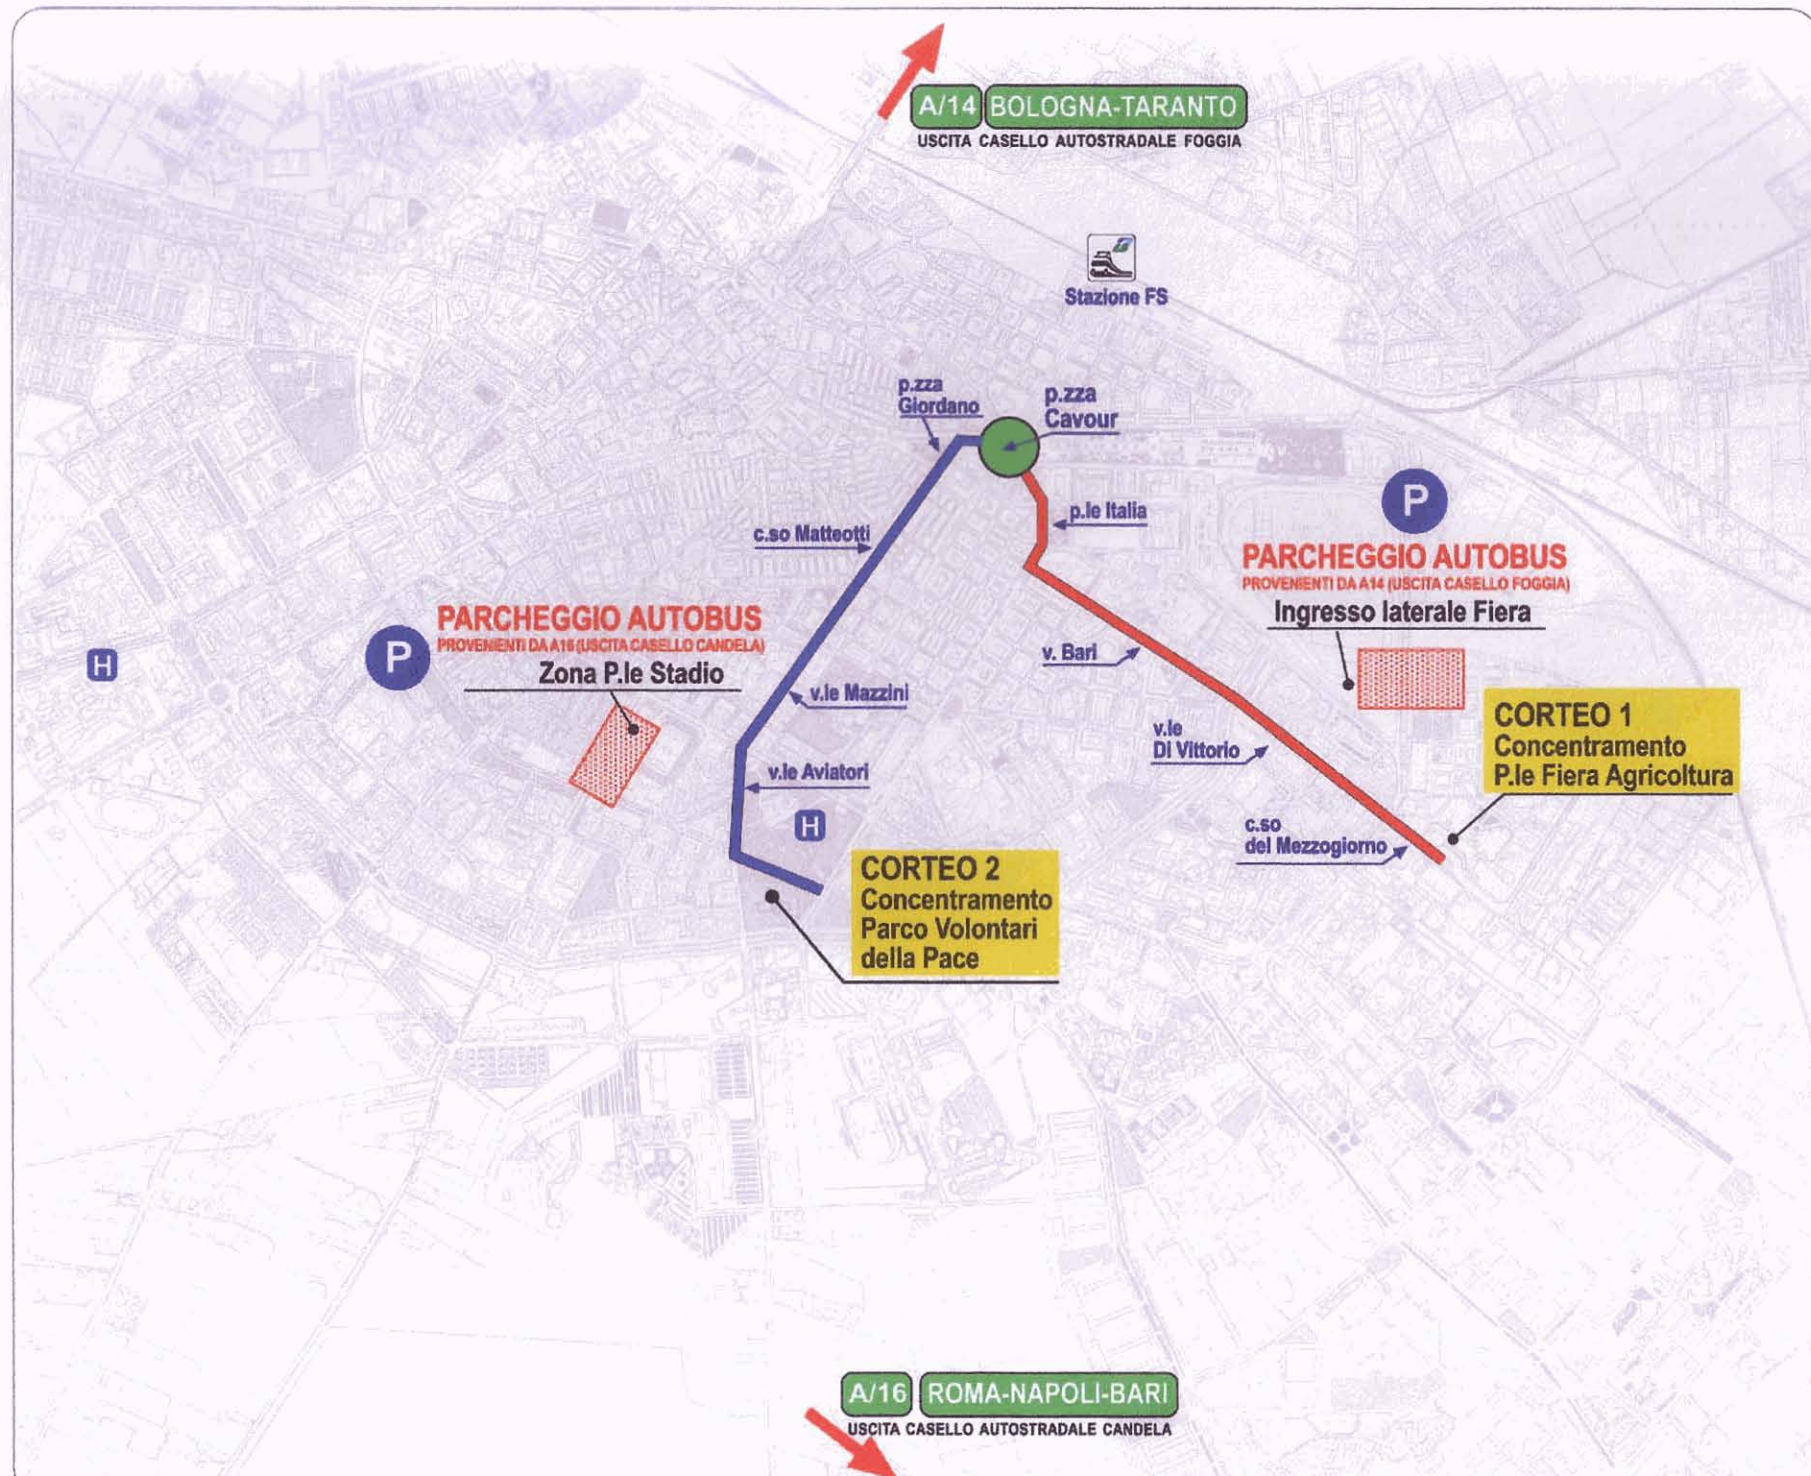 A/14 BOLOGNA-TARANTO
USCITA CASELLO AUTOSTRADALE FOGGIA
Stazione FS
p.zza
Giordano
p.zza
Cavour
c.so Matteotti
p.le Italia
P
PARCHEGGIO AUTOBUS
PROVENIENTI DA A14 (USCITA CASELLO FOGGIA)
Ingresso laterale Fiera
H
P
PARCHEGGIO AUTOBUS
PROVENIENTI DA A16 (USCITA CASELLO CANDELA)
Zona P.le Stadio
v. Bari
v.le Mazzini
v.le
Di Vittorio
CORTEO 1
Concentramento
P.le Fiera Agricoltura
v.le Aviatori
H
c.so
del Mezzogiorno
CORTEO 2
Concentramento
Parco Volontari
della Pace
A/16 ROMA-NAPOLI-BARI
USCITA CASELLO AUTOSTRADALE CANDELA